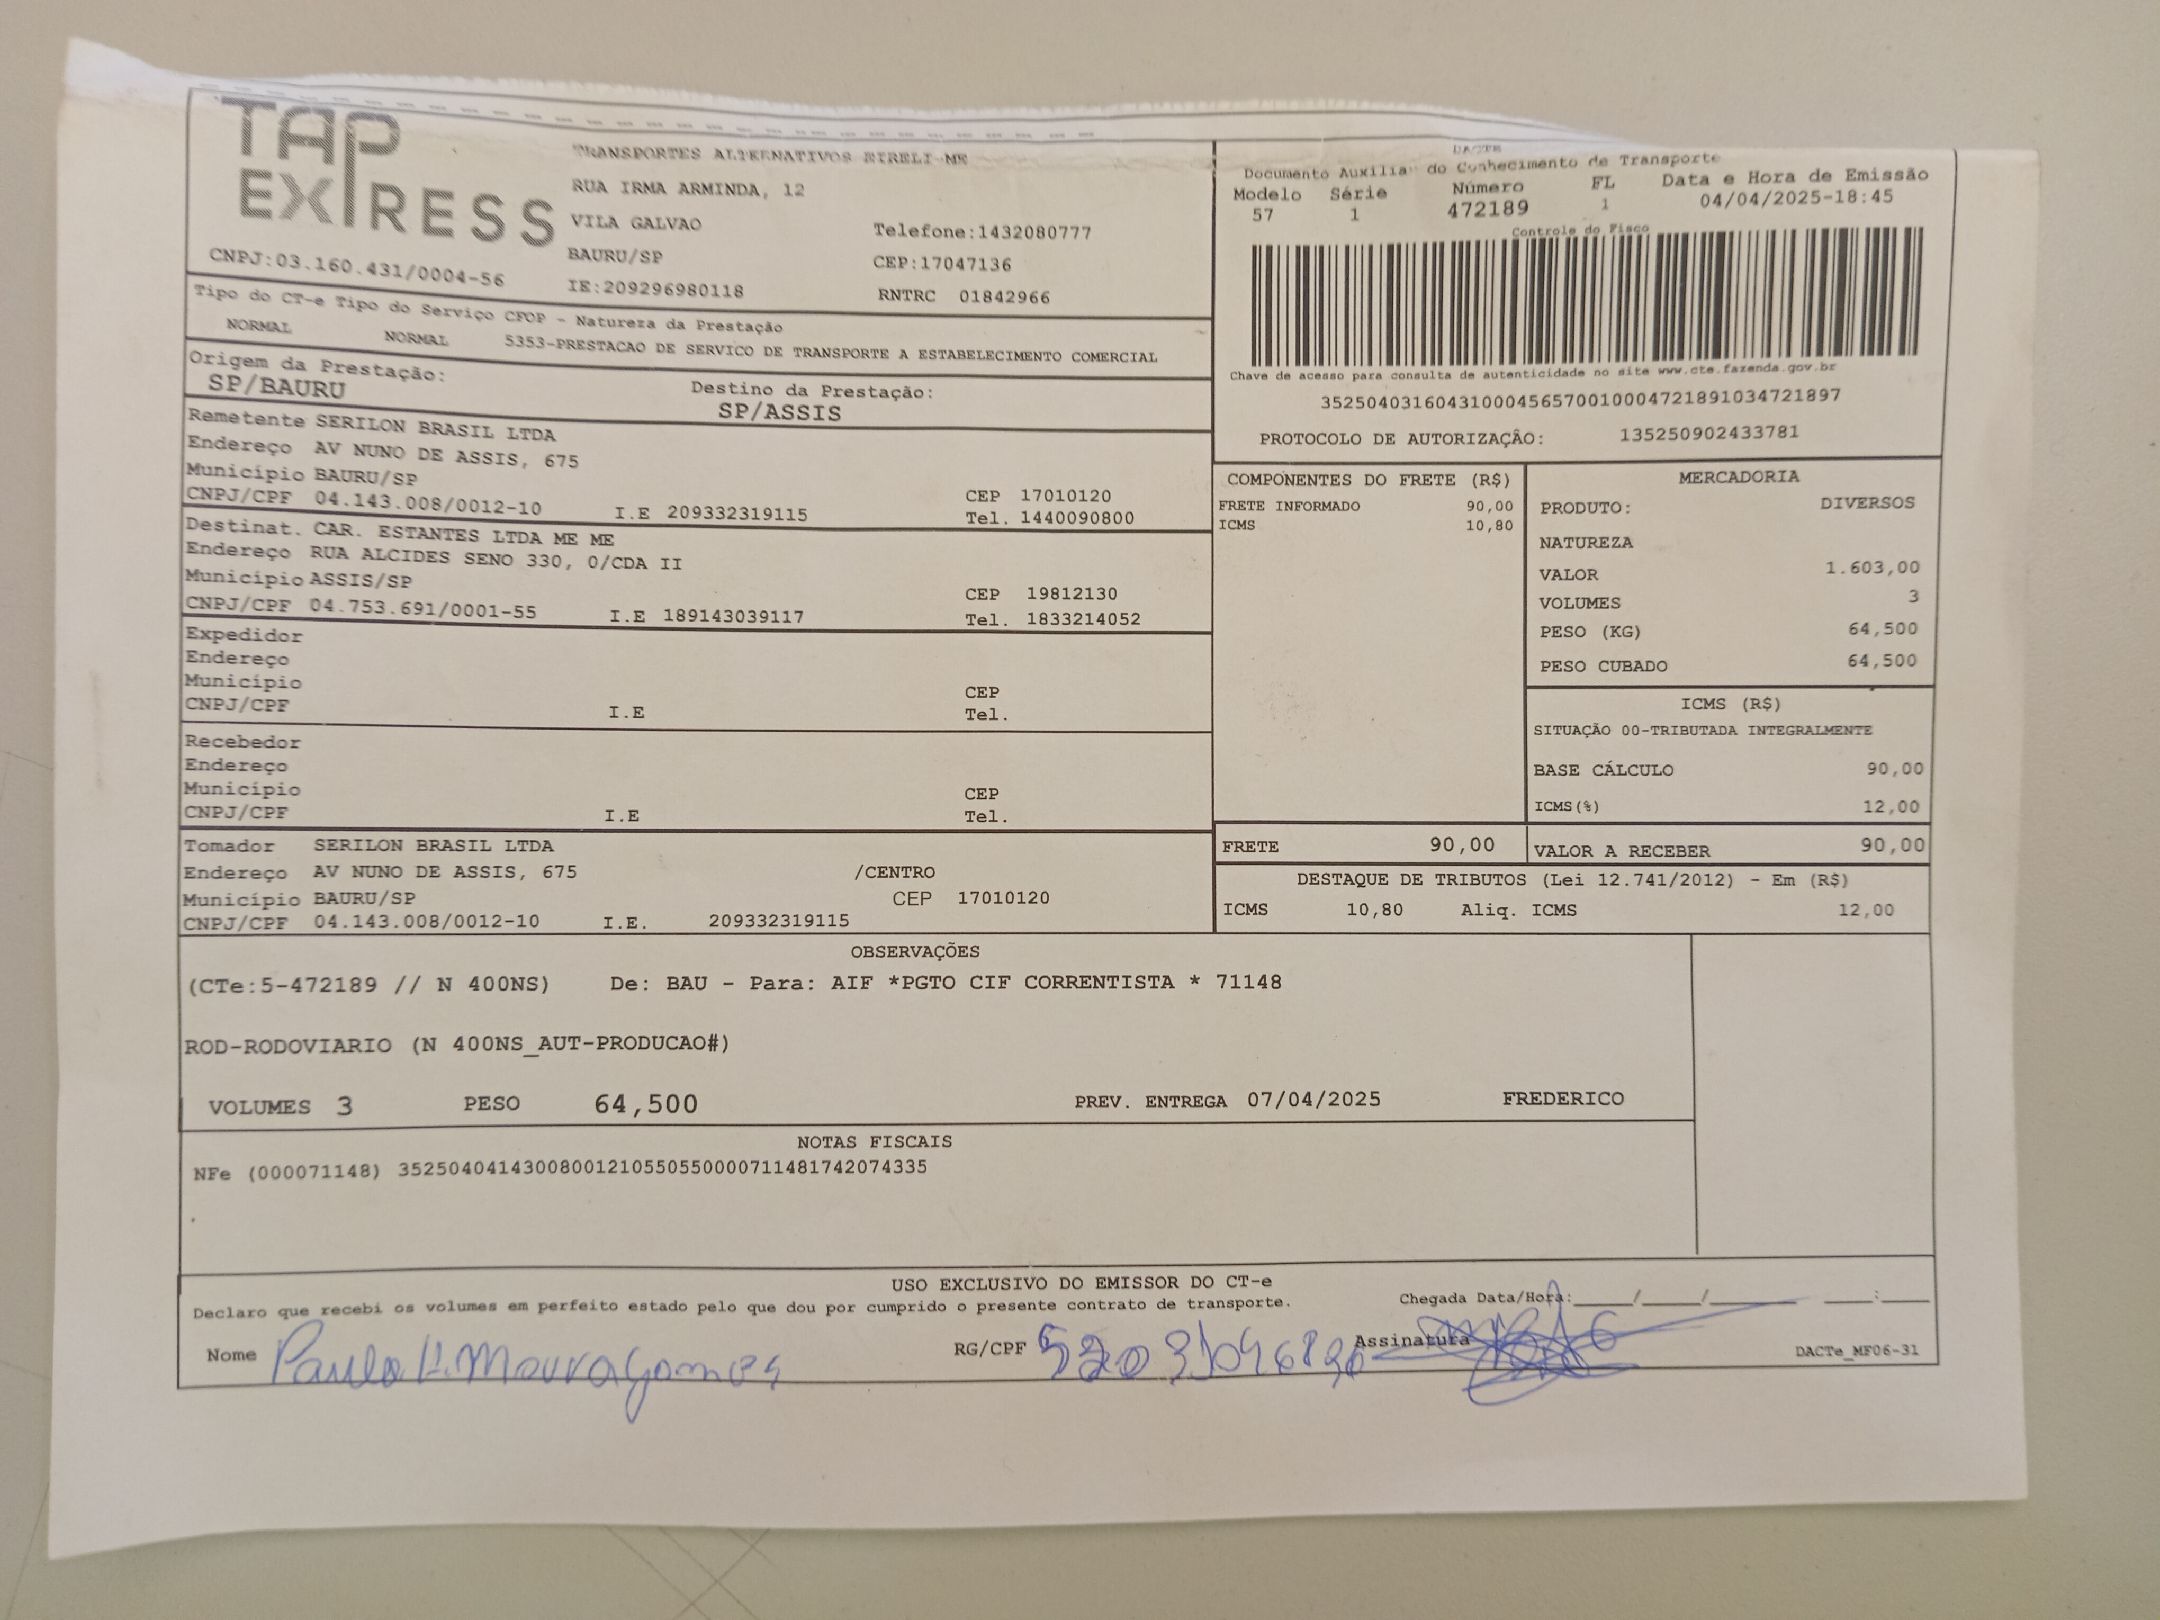 TAP
EXPRESS
CNPJ:03.160.431/0004-56
TRANSPORTES ALTERNATIVOS EIRELI-ME
RUA IRMA ARMINDA, 12
VILA GALVAO
Telefone:1432080777
BAURU/SP
CEP:17047136
IE:209296980118
RNTRC 01842966
DACTE
Documento Auxiliar do Conhecimento de Transporte
Modelo Série Número FL Data e Hora de Emissão
57 1 472189 1 04/04/2025-18:45
Controle do Fisco
Chave de acesso para consulta de autenticidade no site www.cte.fazenda.gov.br
35250403160431000456570010004721891034721897
PROTOCOLO DE AUTORIZAÇÃO: 135250902433781
Tipo do CT-e Tipo do Serviço CFOP - Natureza da Prestação
NORMAL NORMAL 5353-PRESTACAO DE SERVICO DE TRANSPORTE A ESTABELECIMENTO COMERCIAL
Origem da Prestação: Destino da Prestação:
SP/BAURU SP/ASSIS
Remetente SERILON BRASIL LTDA
Endereço AV NUNO DE ASSIS, 675
Município BAURU/SP CEP 17010120
CNPJ/CPF 04.143.008/0012-10 I.E 209332319115 Tel. 1440090800
Destinat. CAR. ESTANTES LTDA ME ME
Endereço RUA ALCIDES SENO 330, 0/CDA II
Município ASSIS/SP CEP 19812130
CNPJ/CPF 04.753.691/0001-55 I.E 189143039117 Tel. 1833214052
Expedidor
Endereço
Município CEP
CNPJ/CPF I.E Tel.
Recebedor
Endereço
Município CEP
CNPJ/CPF I.E Tel.
Tomador SERILON BRASIL LTDA
Endereço AV NUNO DE ASSIS, 675 /CENTRO
Município BAURU/SP CEP 17010120
CNPJ/CPF 04.143.008/0012-10 I.E. 209332319115
COMPONENTES DO FRETE (R$)
FRETE INFORMADO 90,00
ICMS 10,80
MERCADORIA
PRODUTO: DIVERSOS
NATUREZA
VALOR 1.603,00
VOLUMES 3
PESO (KG) 64,500
PESO CUBADO 64,500
ICMS (R$)
SITUAÇÃO 00-TRIBUTADA INTEGRALMENTE
BASE CÁLCULO 90,00
ICMS(%) 12,00
FRETE 90,00 VALOR A RECEBER 90,00
DESTAQUE DE TRIBUTOS (Lei 12.741/2012) - Em (R$)
ICMS 10,80 Aliq. ICMS 12,00
OBSERVAÇÕES
(CTe:5-472189 // N 400NS) De: BAU - Para: AIF *PGTO CIF CORRENTISTA * 71148
ROD-RODOVIARIO (N 400NS_AUT-PRODUCAO#)
VOLUMES 3 PESO 64,500 PREV. ENTREGA 07/04/2025 FREDERICO
NOTAS FISCAIS
NFe (000071148) 35250404143008001210550550000711481742074335
USO EXCLUSIVO DO EMISSOR DO CT-e
Declaro que recebi os volumes em perfeito estado pelo que dou por cumprido o presente contrato de transporte. Chegada Data/Hora:____/____/______ ___:____
Nome Paulo H. Moura Gomes RG/CPF Assinatura DACTe_MF06-31